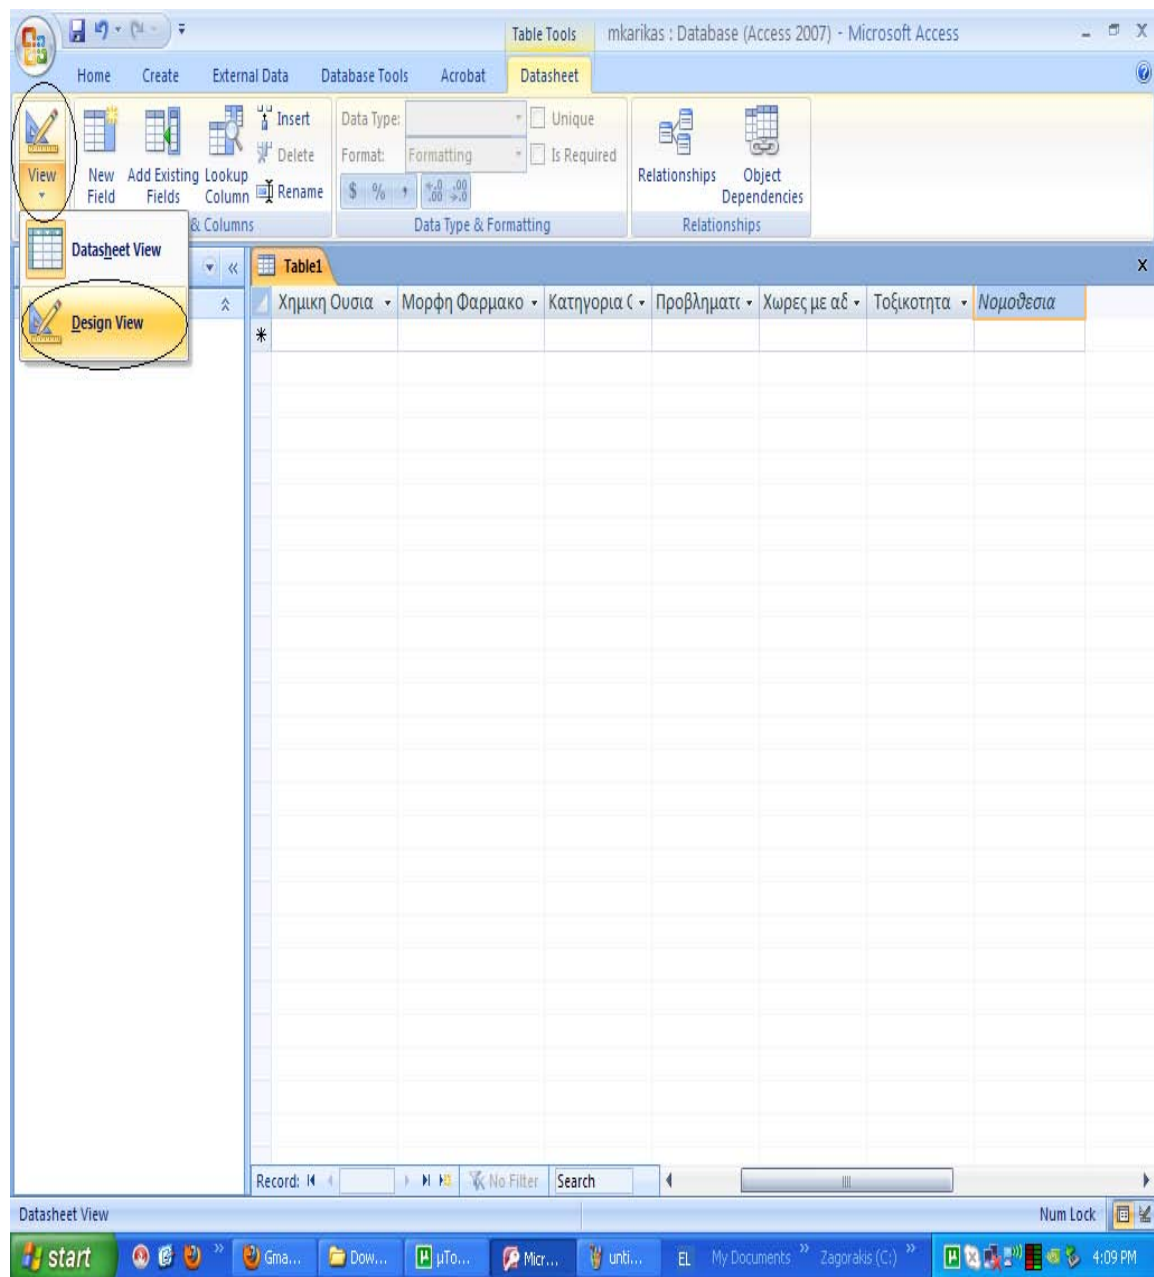 Table Tools mkarikas : Database (Access 2007) - Microsoft Access
Home Create External Data Database Tools Acrobat Datasheet
View
New Field
Add Existing Fields
Lookup Column
Insert
Delete
Rename
& Columns
Data Type:
Format: Formatting
$ % ,
Unique
Is Required
Data Type & Formatting
Relationships
Object Dependencies
Relationships
Datasheet View
Design View
Table1
Χημικη Ουσια Μορφη Φαρμακο Κατηγορια Προβληματ Χωρες με αδ Τοξικοτητα Νομοθεσια
Record: No Filter Search
Datasheet View Num Lock
start Gma... Dow... µTo... Micr... unti... EL My Documents » Zagorakis (C:) » 4:09 PM